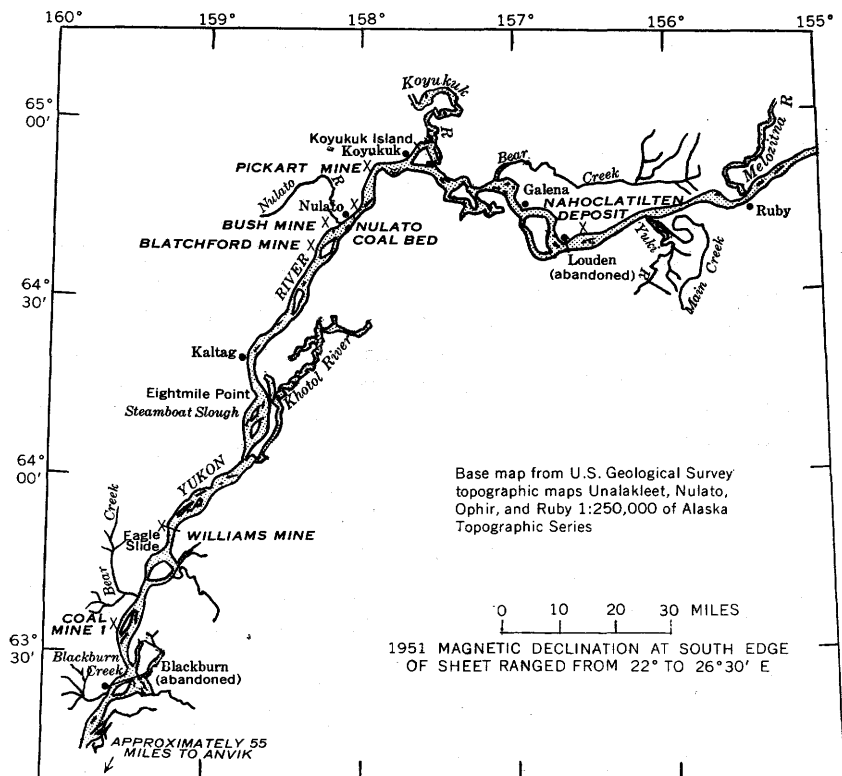 160°
159°
158°
157°
156°
155°
65°
00'
Koyukuk
R
Koyukuk Island
Koyukuk
PICKART MINE
Nulato
R
Nulato
BUSH MINE
NULATO
COAL BED
BLATCHFORD MINE
Bear
Creek
Galena
NAHOCLATILTEN
DEPOSIT
Melozitna R
Ruby
Louden
(abandoned)
Yuki
R
Main Creek
64°
30'
RIVER
Kaltag
Eightmile Point
Steamboat Slough
Khotol River
64°
00'
YUKON
Base map from U.S. Geological Survey
topographic maps Unalakleet, Nulato,
Ophir, and Ruby 1:250,000 of Alaska
Topographic Series
Creek
Bear
Eagle
Slide
WILLIAMS MINE
COAL
MINE 1
0 10 20 30 MILES
1951 MAGNETIC DECLINATION AT SOUTH EDGE
OF SHEET RANGED FROM 22° TO 26°30' E
63°
30'
Blackburn
Creek
Blackburn
(abandoned)
APPROXIMATELY 55
MILES TO ANVIK